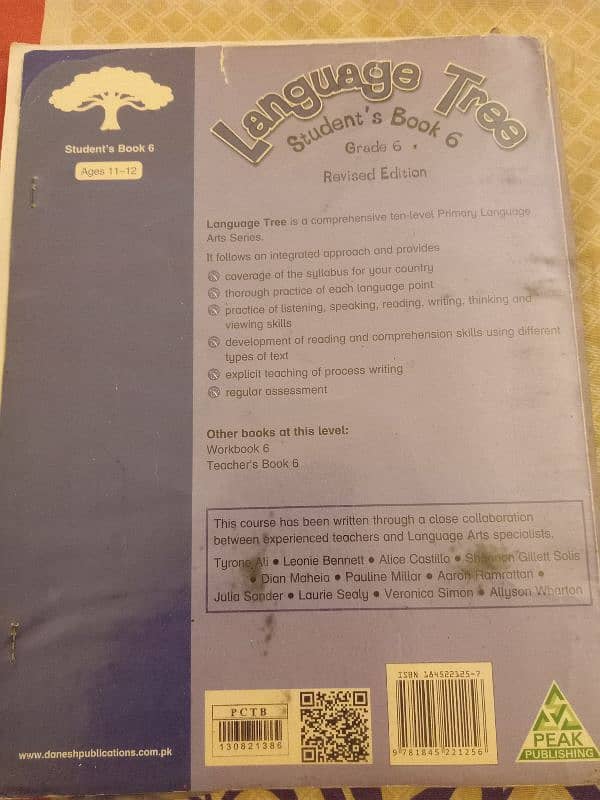 Student's Book 6
Ages 11–12
Language Tree
Student's Book 6
Grade 6
Revised Edition
Language Tree is a comprehensive ten-level Primary Language
Arts Series.
It follows an integrated approach and provides
coverage of the syllabus for your country
thorough practice of each language point
practice of listening, speaking, reading, writing, thinking and
viewing skills
development of reading and comprehension skills using different
types of text
explicit teaching of process writing
regular assessment
Other books at this level:
Workbook 6
Teacher's Book 6
This course has been written through a close collaboration
between experienced teachers and Language Arts specialists.
Tyrone Ali • Leonie Bennett • Alice Castillo • Shannon Gillett Solis
• Dian Maheia • Pauline Millar • Aaron Ramrattan •
Julia Sander • Laurie Sealy • Veronica Simon • Allyson Wharton
PCTB
130821386
ISBN 184522125-7
9 781845 221256
PEAK
PUBLISHING
www.daneshpublications.com.pk